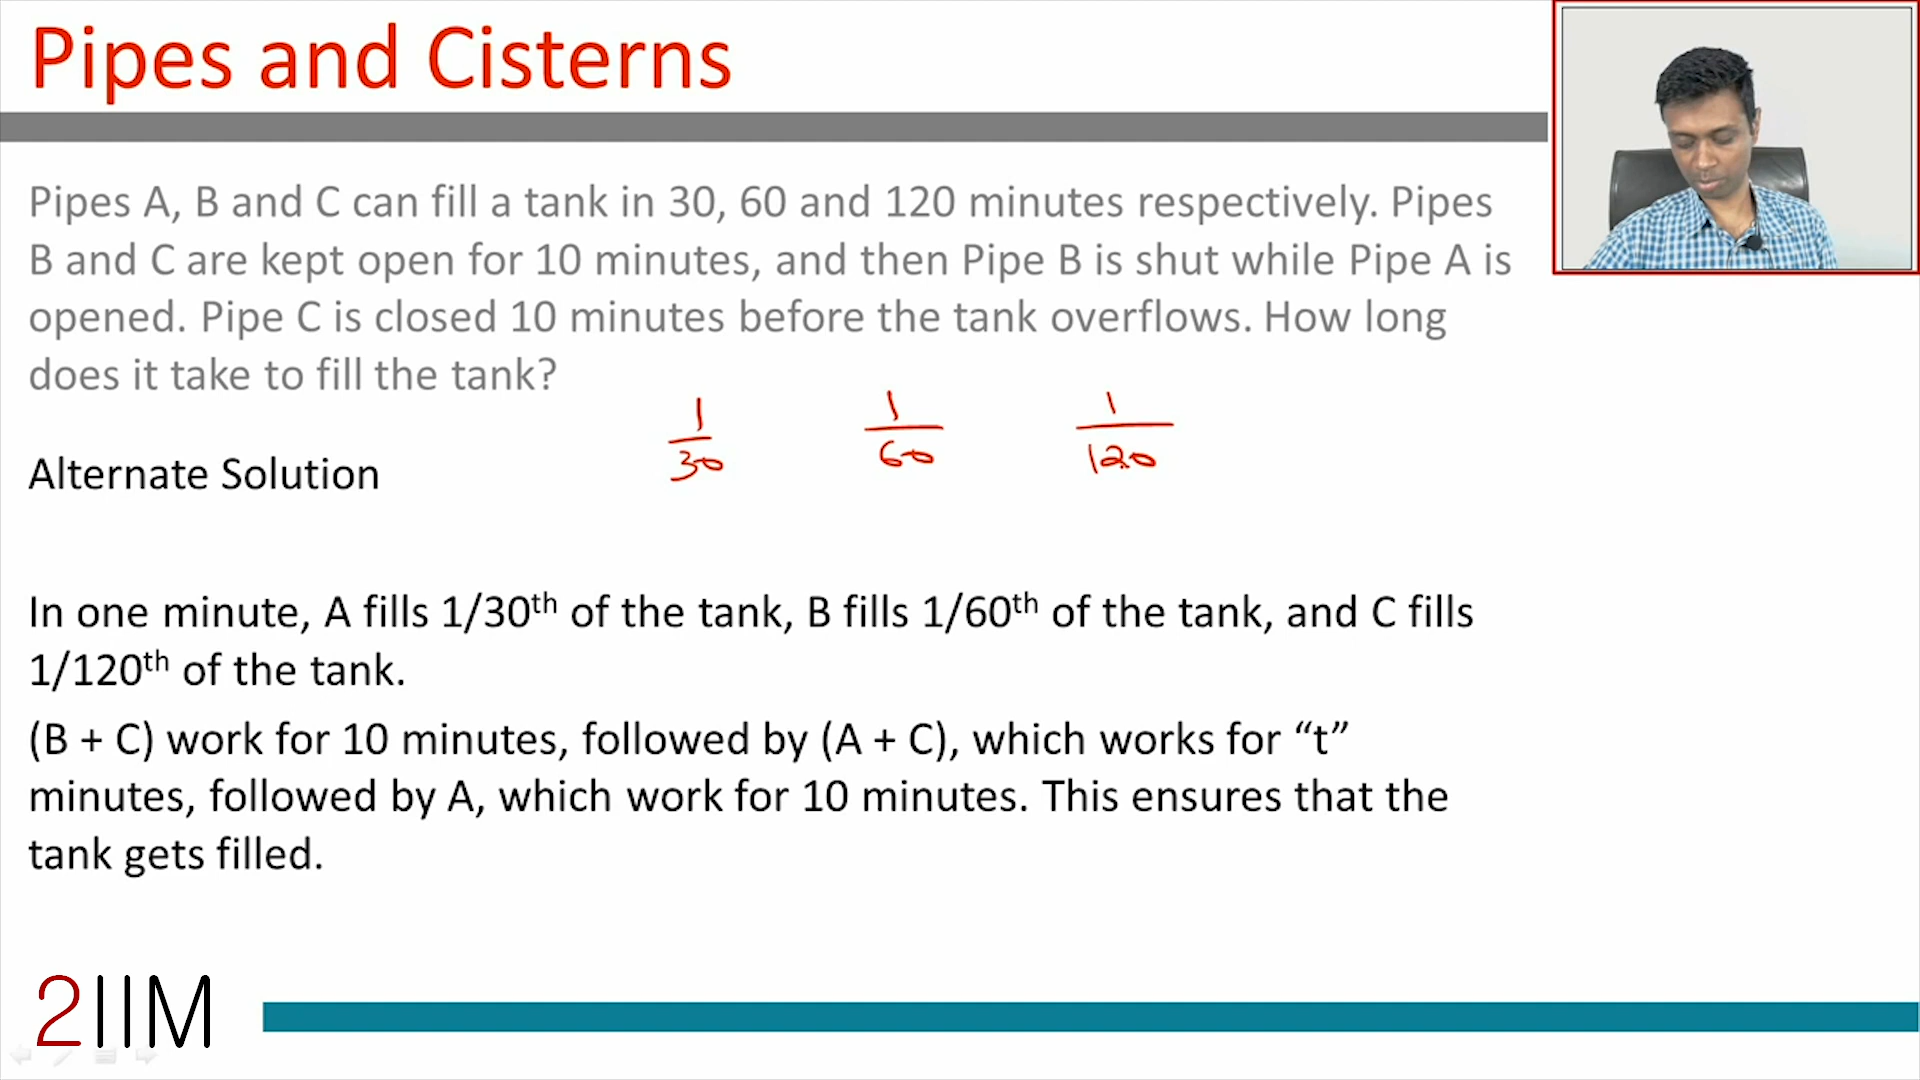 Pipes and Cisterns
Pipes A, B and C can fill a tank in 30, 60 and 120 minutes respectively. Pipes
B and C are kept open for 10 minutes, and then Pipe B is shut while Pipe A is
opened. Pipe C is closed 10 minutes before the tank overflows. How long
does it take to fill the tank?
1/30 1/60 1/120
Alternate Solution
In one minute, A fills 1/30th of the tank, B fills 1/60th of the tank, and C fills
1/120th of the tank.
(B + C) work for 10 minutes, followed by (A + C), which works for “t”
minutes, followed by A, which work for 10 minutes. This ensures that the
tank gets filled.
2IIM